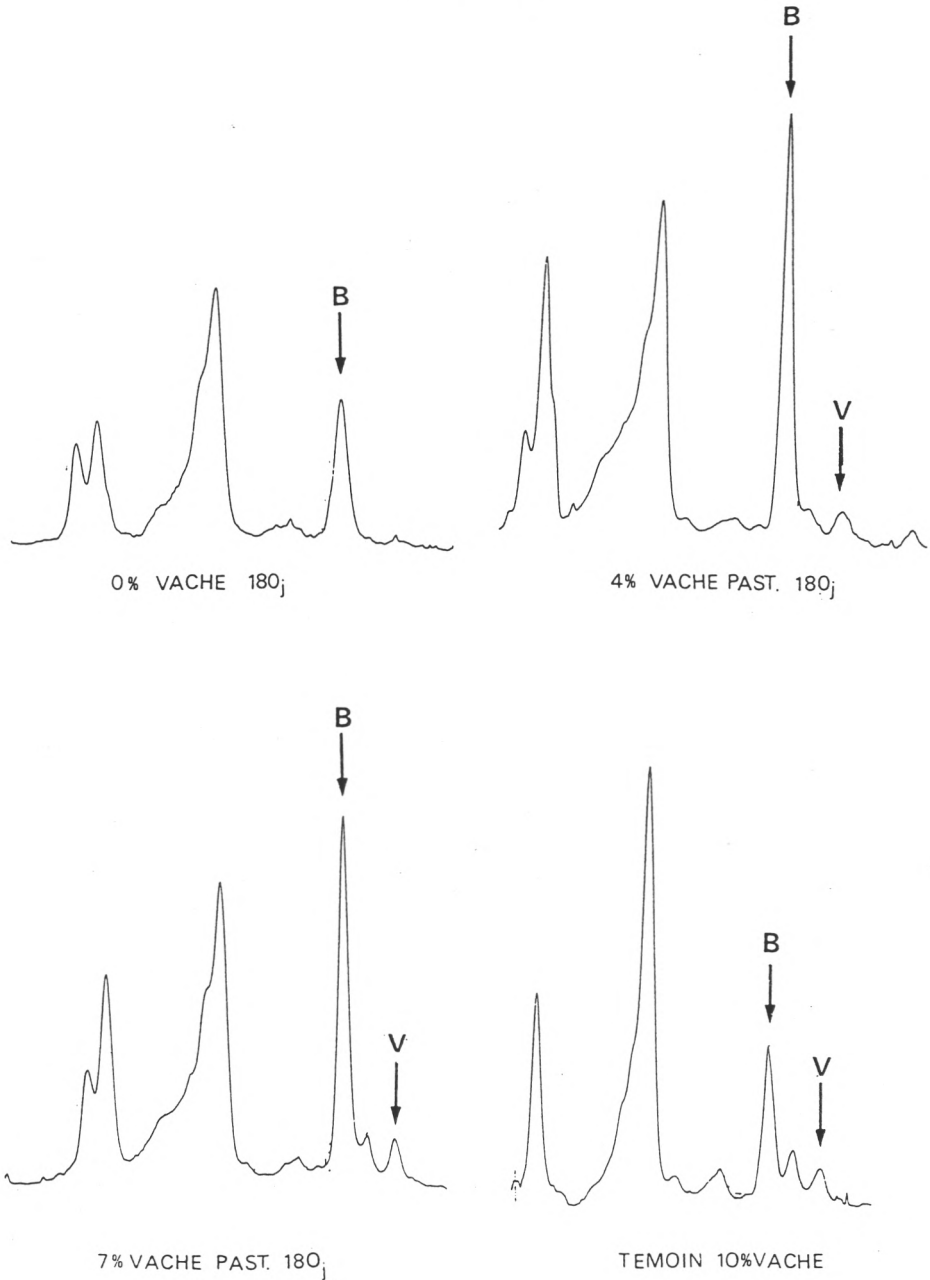 B
B
V
0% VACHE 180j
4% VACHE PAST. 180j
B
V
B
V
7% VACHE PAST. 180j
TEMOIN 10% VACHE